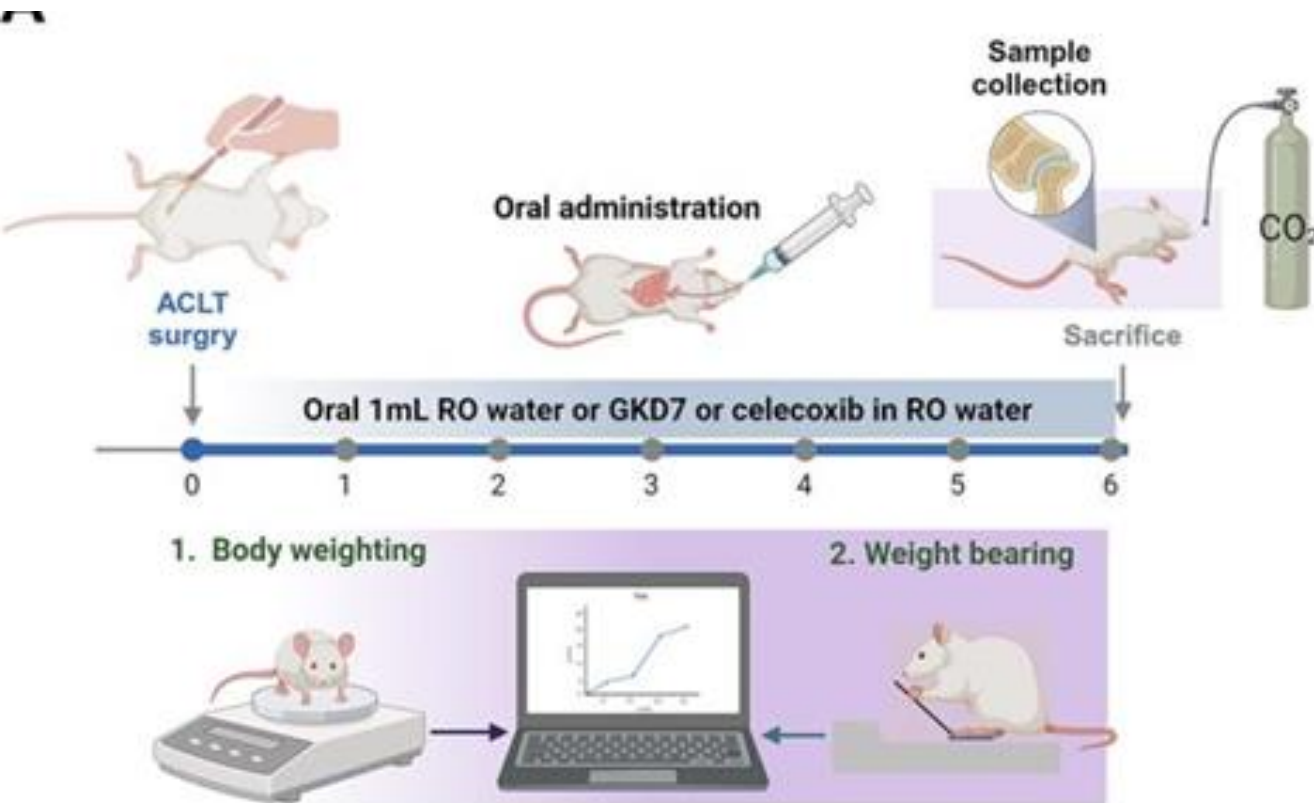 A
Sample
collection
Oral administration
CO2
ACLT
surgry
Sacrifice
Oral 1mL RO water or GKD7 or celecoxib in RO water
0 1 2 3 4 5 6
1. Body weighting
2. Weight bearing